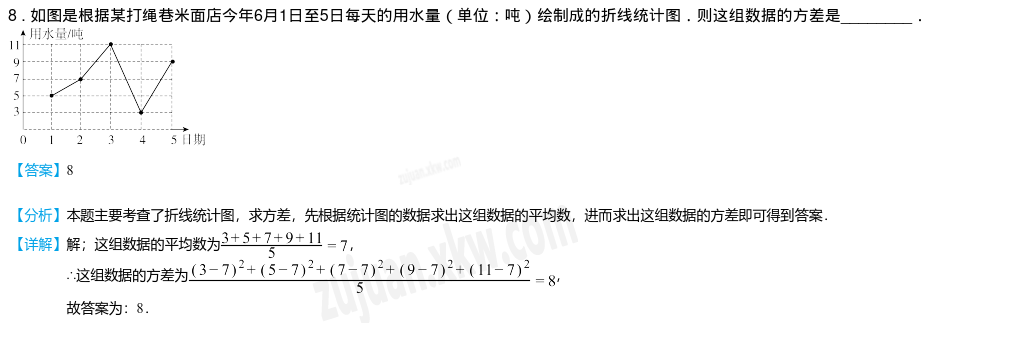 8．如图是根据某打绳巷米面店今年6月1日至5日每天的用水量（单位：吨）绘制成的折线统计图．则这组数据的方差是________．
用水量/吨
11
9
7
5
3
0 1 2 3 4 5 日期
【答案】8
【分析】本题主要考查了折线统计图，求方差，先根据统计图的数据求出这组数据的平均数，进而求出这组数据的方差即可得到答案．
【详解】解；这组数据的平均数为(3+5+7+9+11)/5=7，
∴这组数据的方差为((3−7)²+(5−7)²+(7−7)²+(9−7)²+(11−7)²)/5=8，
故答案为：8．
zujuan.xkw.com
zujuan.xkw.com